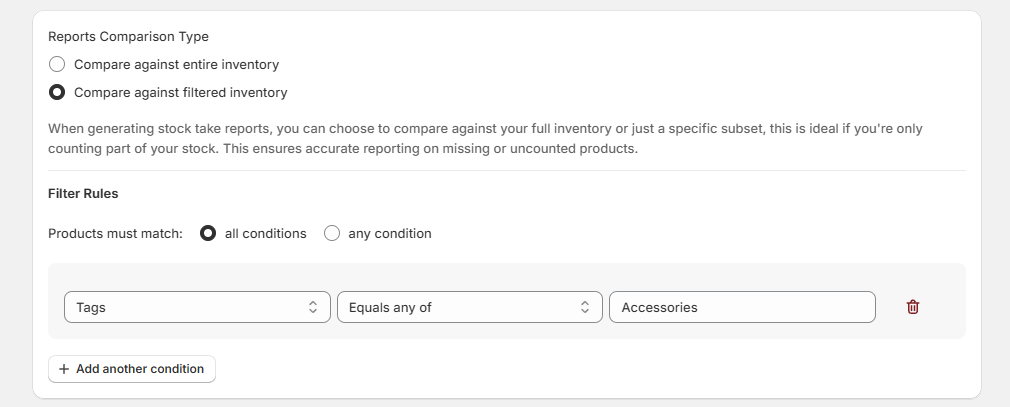 Reports Comparison Type
Compare against entire inventory
Compare against filtered inventory
When generating stock take reports, you can choose to compare against your full inventory or just a specific subset, this is ideal if you're only
counting part of your stock. This ensures accurate reporting on missing or uncounted products.
Filter Rules
Products must match: all conditions any condition
Tags Equals any of Accessories
+ Add another condition